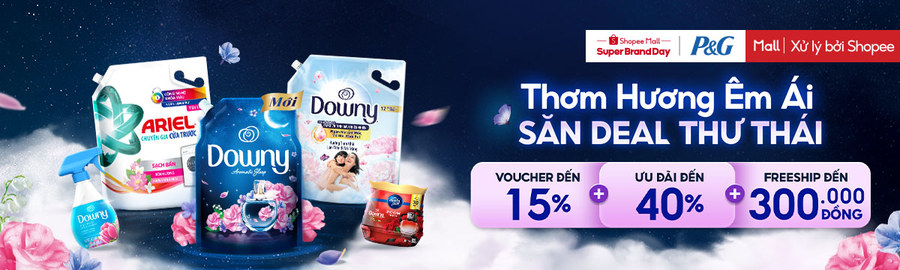 Shopee Mall
Super Brand Day
P&G
Mall | Xử lý bởi Shopee
Thơm Hương Êm Ái
SĂN DEAL THƯ THÁI
VOUCHER ĐẾN
15%
+
ƯU ĐÃI ĐẾN
40%
+
FREESHIP ĐẾN
300.000
ĐỒNG
ARIEL
CHUYÊN GIA CỬA TRƯỚC
SẠCH BẨN
Mới
Downy
Downy
Downy